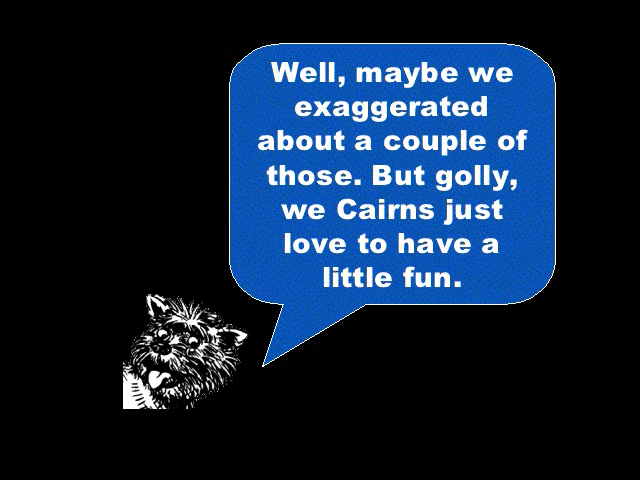 Well, maybe we
exaggerated
about a couple of
those. But golly,
we Cairns just
love to have a
little fun.